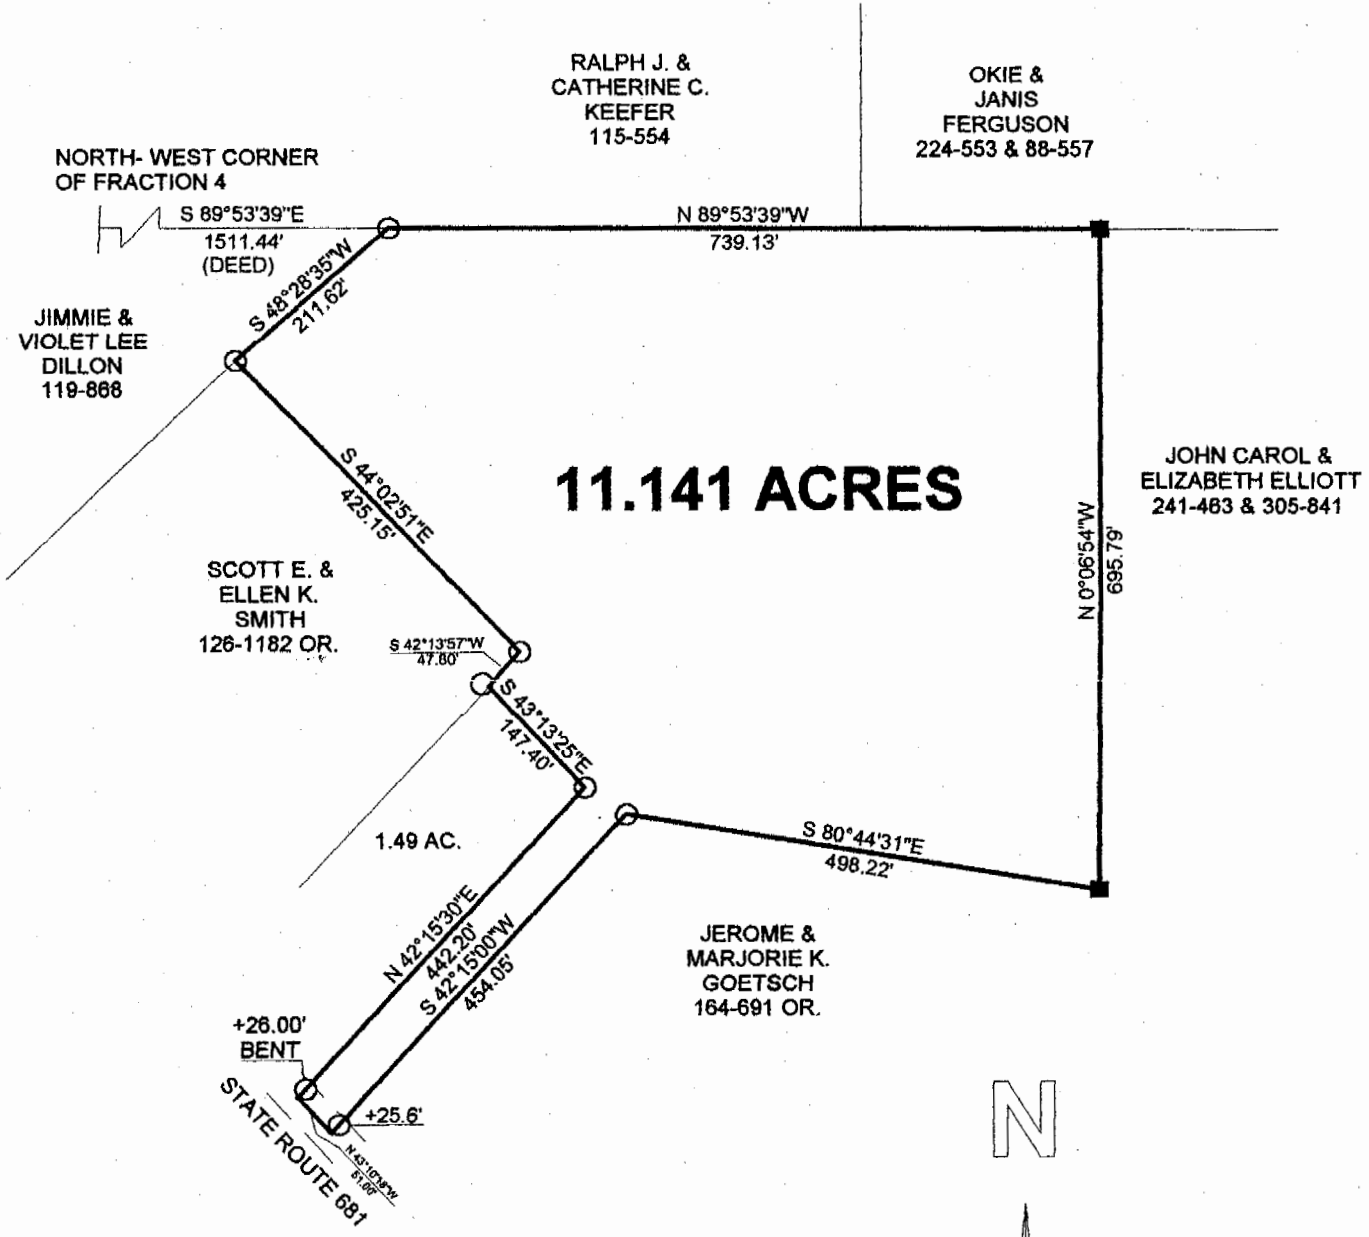 RALPH J. &
CATHERINE C.
KEEFER
115-554
OKIE &
JANIS
FERGUSON
224-553 & 88-557
NORTH- WEST CORNER
OF FRACTION 4
S 89°53'39"E
1511.44'
(DEED)
N 89°53'39"W
739.13'
S 48°28'35"W
211.62'
JIMMIE &
VIOLET LEE
DILLON
119-868
S 44°02'51"E
425.15'
11.141 ACRES
JOHN CAROL &
ELIZABETH ELLIOTT
241-463 & 305-841
N 0°06'54"W
695.79'
SCOTT E. &
ELLEN K.
SMITH
126-1182 OR.
S 42°13'57"W
47.80'
S 43°13'25"E
147.40'
1.49 AC.
S 80°44'31"E
498.22'
N 42°15'30"E
442.20'
S 42°15'00"W
454.05'
JEROME &
MARJORIE K.
GOETSCH
164-691 OR.
+26.00'
BENT
+25.6'
STATE ROUTE 681
N 43°10'18"W
51.00'
N